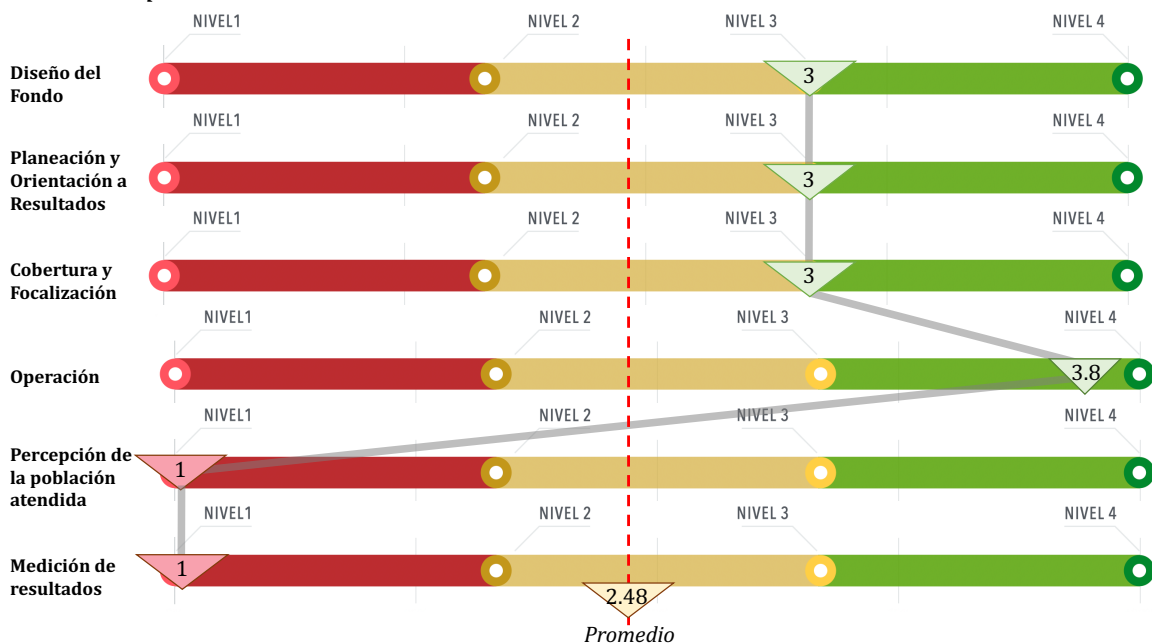 NIVEL1 NIVEL 2 NIVEL 3 NIVEL 4
Diseño del
Fondo
3
NIVEL1 NIVEL 2 NIVEL 3 NIVEL 4
Planeación y
Orientación a
Resultados
3
NIVEL1 NIVEL 2 NIVEL 3 NIVEL 4
Cobertura y
Focalización
3
NIVEL1 NIVEL 2 NIVEL 3 NIVEL 4
Operación
3.8
NIVEL1 NIVEL 2 NIVEL 3 NIVEL 4
Percepción de
la población
atendida
1
NIVEL1 NIVEL 2 NIVEL 3 NIVEL 4
Medición de
resultados
1
2.48
Promedio